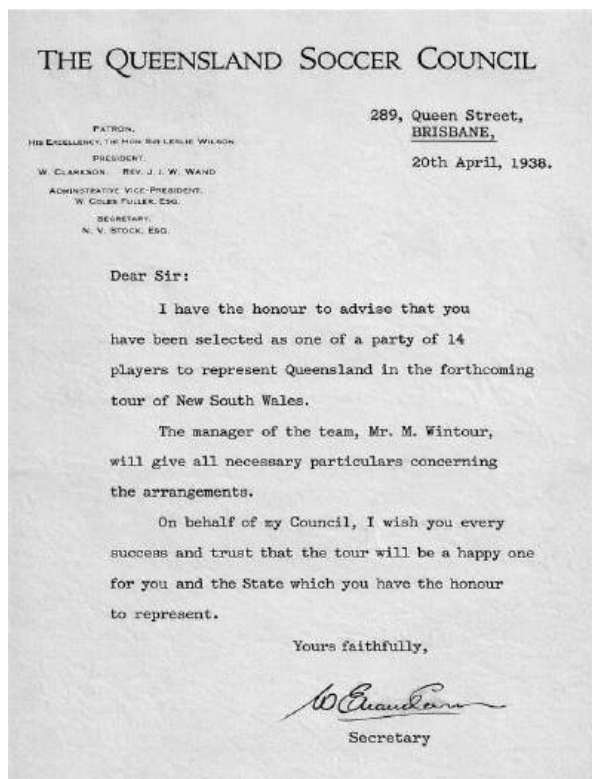 THE QUEENSLAND SOCCER COUNCIL
289, Queen Street,
BRISBANE,
20th April, 1938.
PATRON.
HIS EXCELLENCY, THE HON SIR LESLIE WILSON
PRESIDENT.
W. CLARKSON. REV. J. J. W. WAND
ADMINISTRATIVE VICE-PRESIDENT.
W. COLES FULLER, ESQ.
SECRETARY.
N. V. STOCK, ESQ.
Dear Sir:
I have the honour to advise that you
have been selected as one of a party of 14
players to represent Queensland in the forthcoming
tour of New South Wales.
The manager of the team, Mr. M. Wintour,
will give all necessary particulars concerning
the arrangements.
On behalf of my Council, I wish you every
success and trust that the tour will be a happy one
for you and the State which you have the honour
to represent.
Yours faithfully,
Secretary